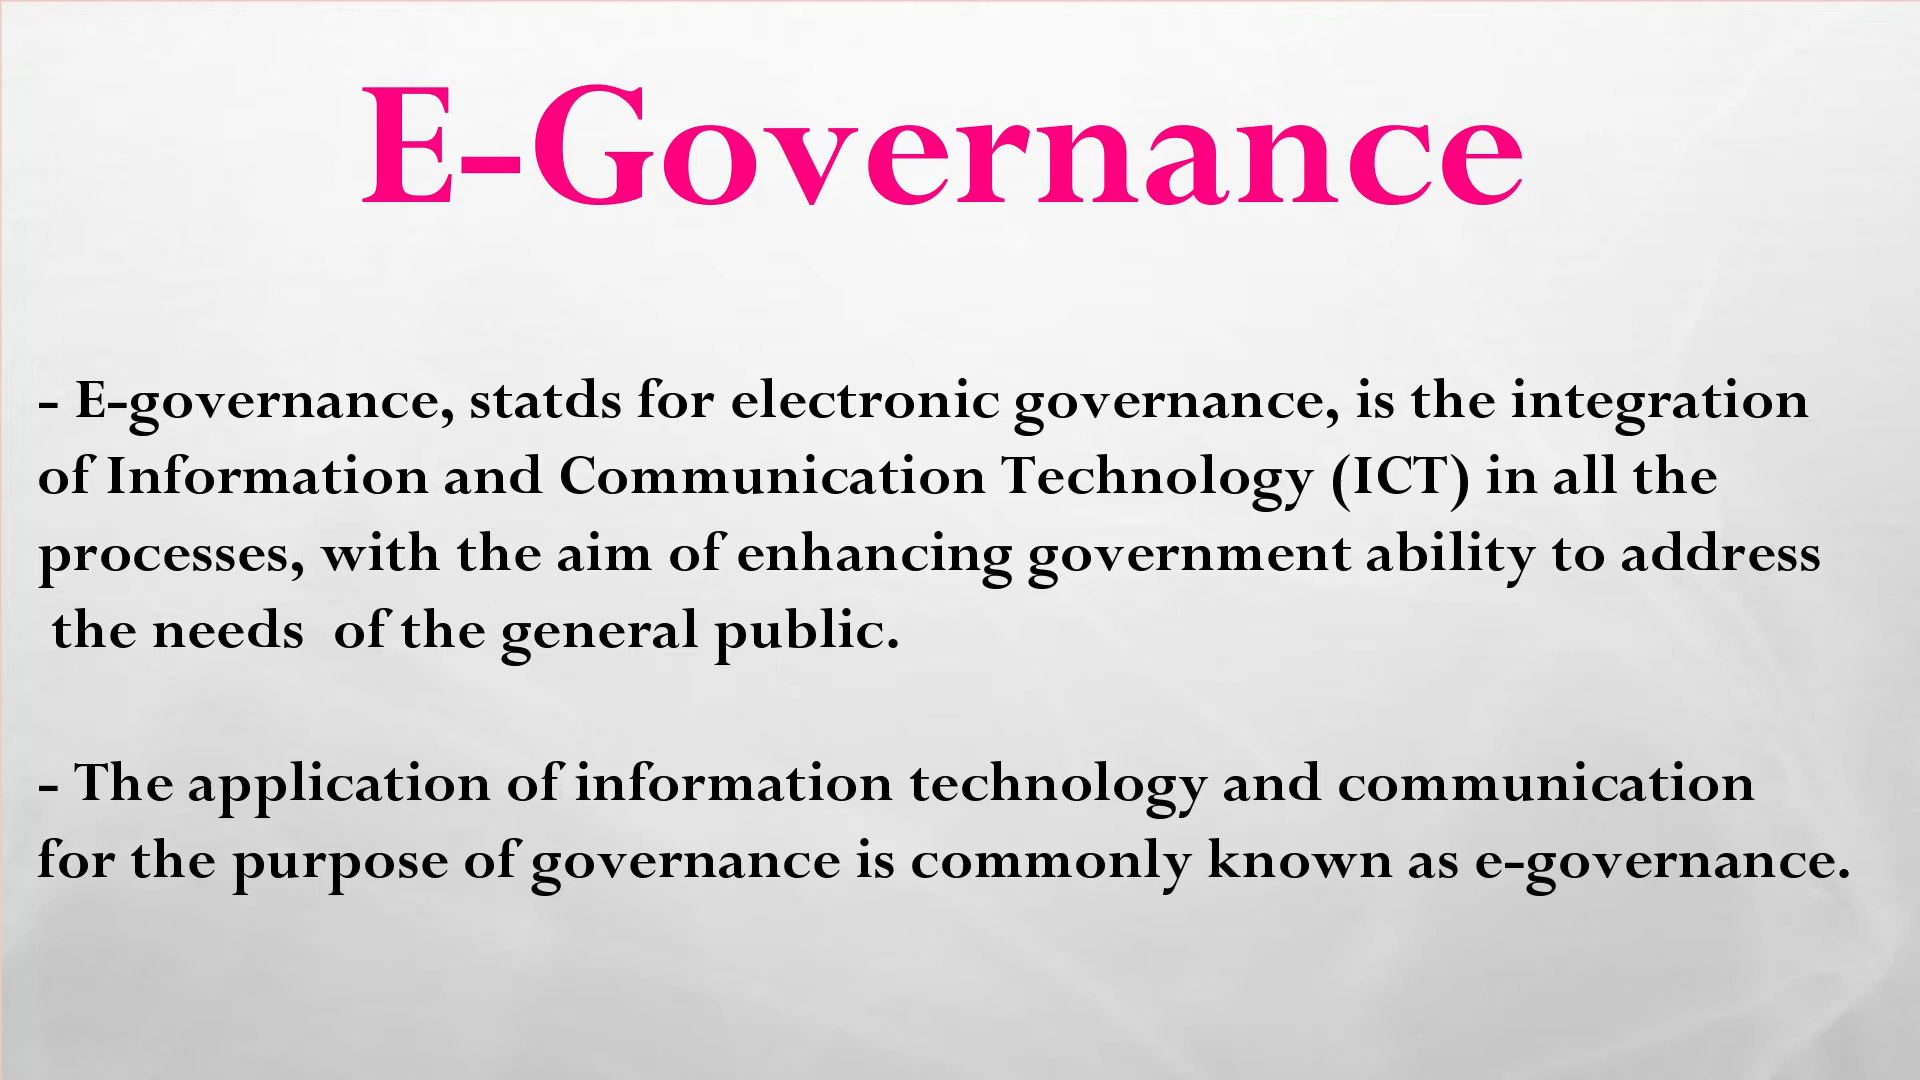 E-Governance
- E-governance, statds for electronic governance, is the integration
of Information and Communication Technology (ICT) in all the
processes, with the aim of enhancing government ability to address
the needs  of the general public.
- The application of information technology and communication
for the purpose of governance is commonly known as e-governance.